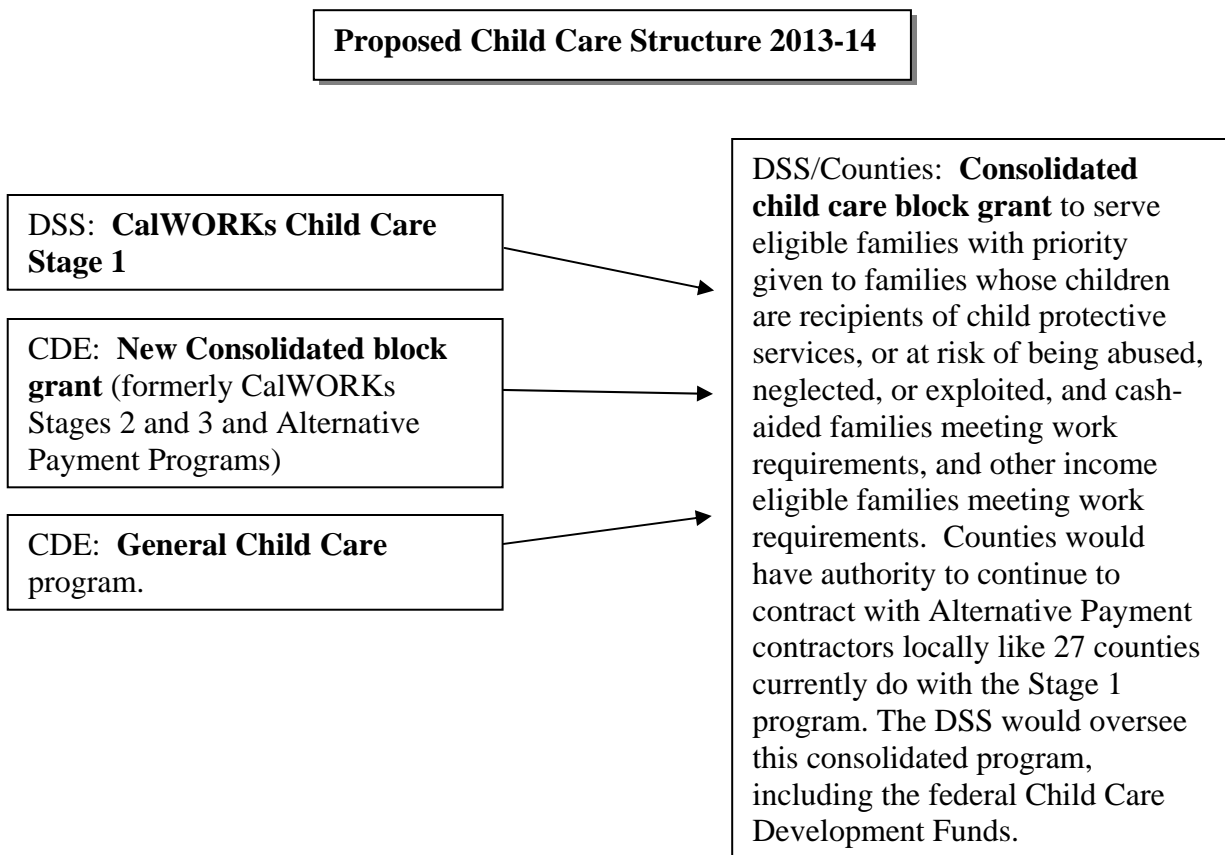 Proposed Child Care Structure 2013-14
DSS: CalWORKs Child Care
Stage 1
CDE: New Consolidated block
grant (formerly CalWORKs
Stages 2 and 3 and Alternative
Payment Programs)
CDE: General Child Care
program.
DSS/Counties: Consolidated
child care block grant to serve
eligible families with priority
given to families whose children
are recipients of child protective
services, or at risk of being abused,
neglected, or exploited, and cash-
aided families meeting work
requirements, and other income
eligible families meeting work
requirements. Counties would
have authority to continue to
contract with Alternative Payment
contractors locally like 27 counties
currently do with the Stage 1
program. The DSS would oversee
this consolidated program,
including the federal Child Care
Development Funds.